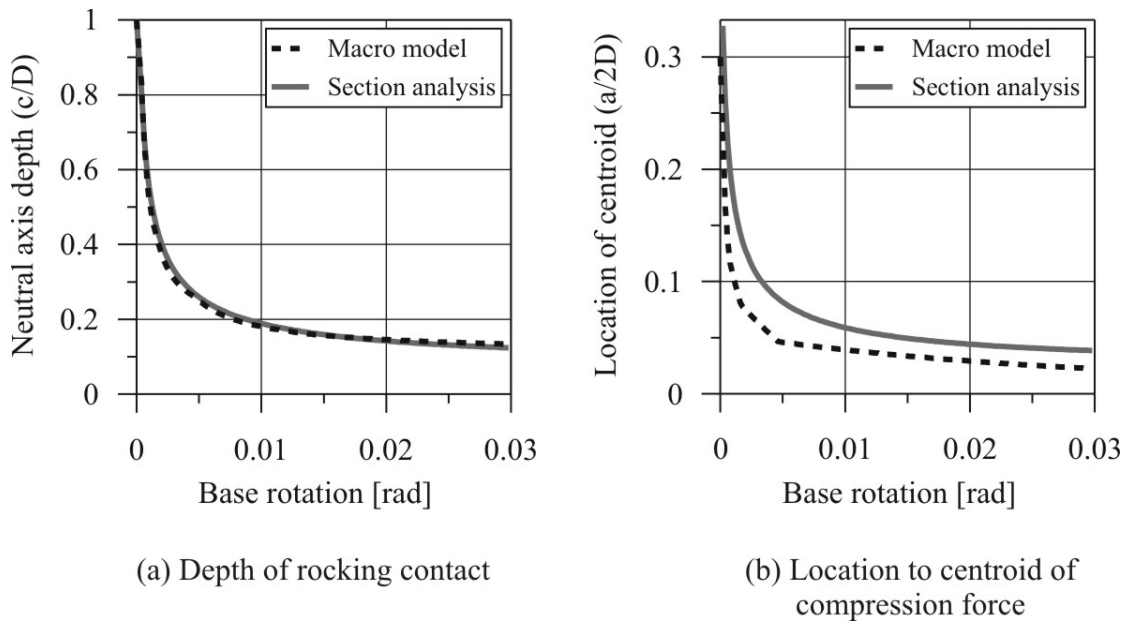 1
0.8
0.6
0.4
0.2
0
Neutral axis depth (c/D)
Macro model
Section analysis
0
0.01
0.02
0.03
Base rotation [rad]
(a) Depth of rocking contact
0.3
0.2
0.1
0
Location of centroid (a/2D)
Macro model
Section analysis
0
0.01
0.02
0.03
Base rotation [rad]
(b) Location to centroid of
compression force